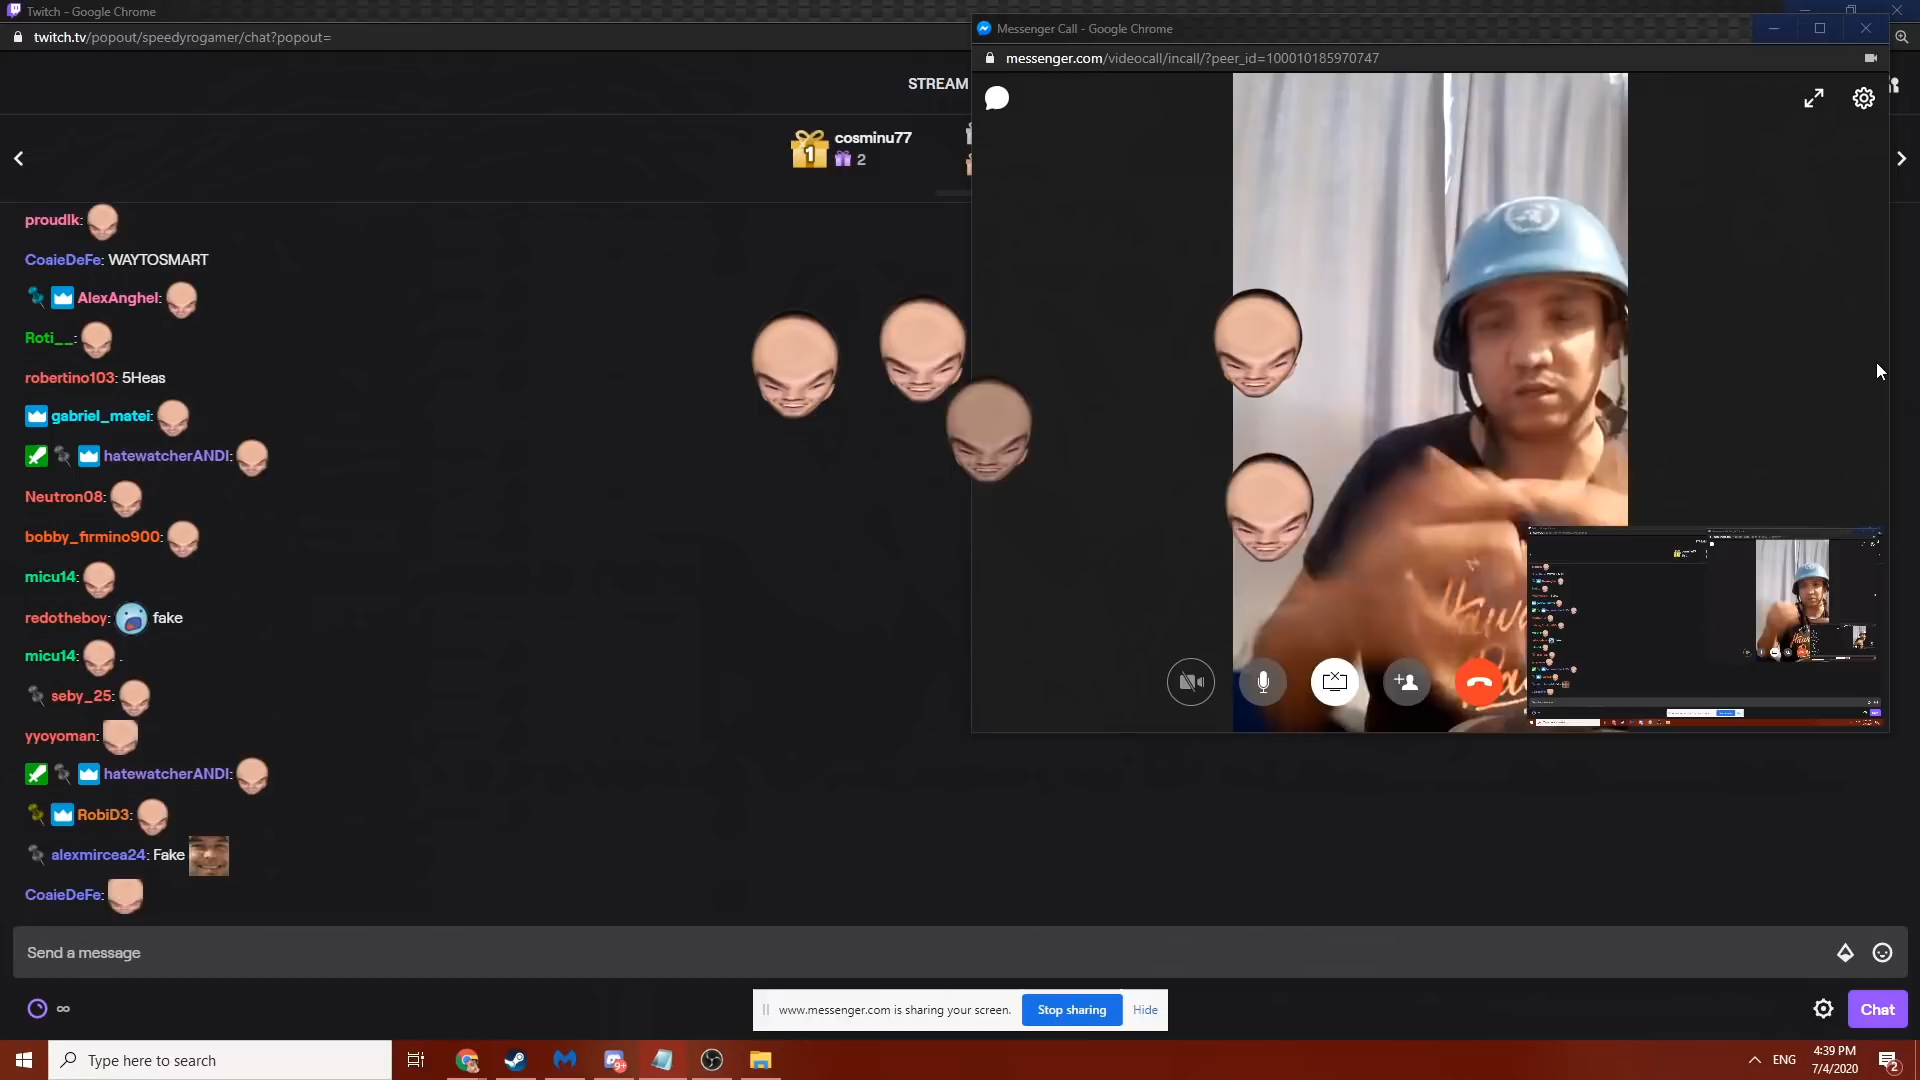 Twitch - Google Chrome
twitch.tv/popout/speedyrogamer/chat?popout=
Messenger Call - Google Chrome
messenger.com/videocall/incall/?peer_id=100010185970747
STREAM
1
cosminu77
2
proudlk:
CoaieDeFe: WAYTOSMART
AlexAnghel:
Roti__:
robertino103: 5Heas
gabriel_matei:
hatewatcherANDI:
Neutron08:
bobby_firmino900:
micu14:
redotheboy: fake
micu14: .
seby_25:
yyoyoman:
hatewatcherANDI:
RobiD3:
alexmircea24: Fake
CoaieDeFe:
Send a message
∞
www.messenger.com is sharing your screen.
Stop sharing
Hide
Chat
Type here to search
9+
ENG
4:39 PM
7/4/2020
2